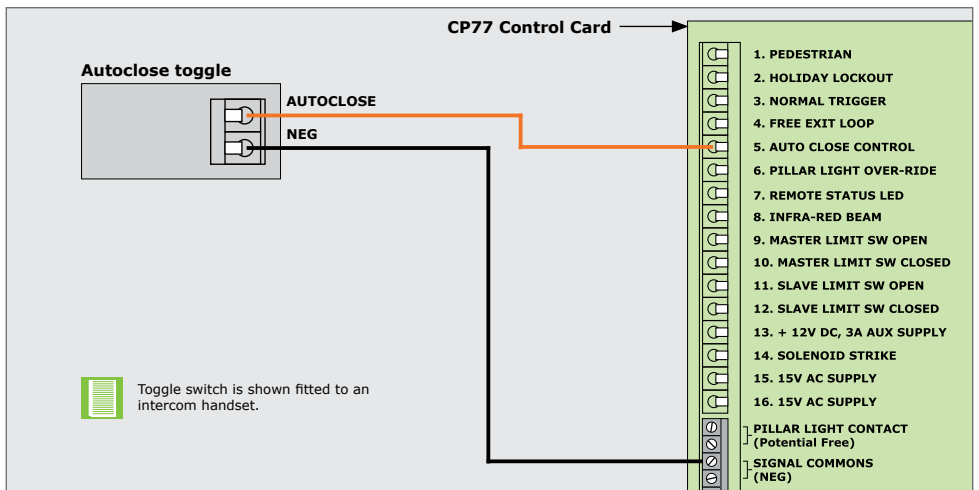 CP77 Control Card
Autoclose toggle
AUTOCLOSE
NEG
1. PEDESTRIAN
2. HOLIDAY LOCKOUT
3. NORMAL TRIGGER
4. FREE EXIT LOOP
5. AUTO CLOSE CONTROL
6. PILLAR LIGHT OVER-RIDE
7. REMOTE STATUS LED
8. INFRA-RED BEAM
9. MASTER LIMIT SW OPEN
10. MASTER LIMIT SW CLOSED
11. SLAVE LIMIT SW OPEN
12. SLAVE LIMIT SW CLOSED
13. + 12V DC, 3A AUX SUPPLY
14. SOLENOID STRIKE
15. 15V AC SUPPLY
16. 15V AC SUPPLY
PILLAR LIGHT CONTACT
(Potential Free)
SIGNAL COMMONS
(NEG)
Toggle switch is shown fitted to an
intercom handset.